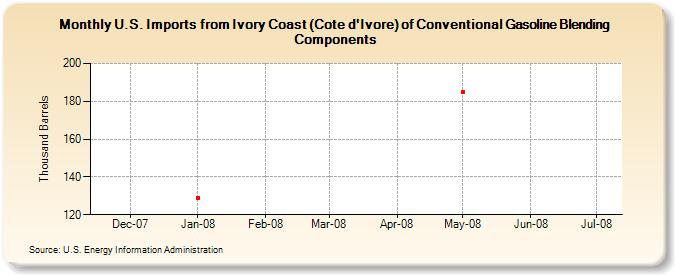 Monthly U.S. Imports from Ivory Coast (Cote d'Ivore) of Conventional Gasoline Blending
Components
Thousand Barrels
200
180
160
140
120
Dec-07 Jan-08 Feb-08 Mar-08 Apr-08 May-08 Jun-08 Jul-08
Source: U.S. Energy Information Administration